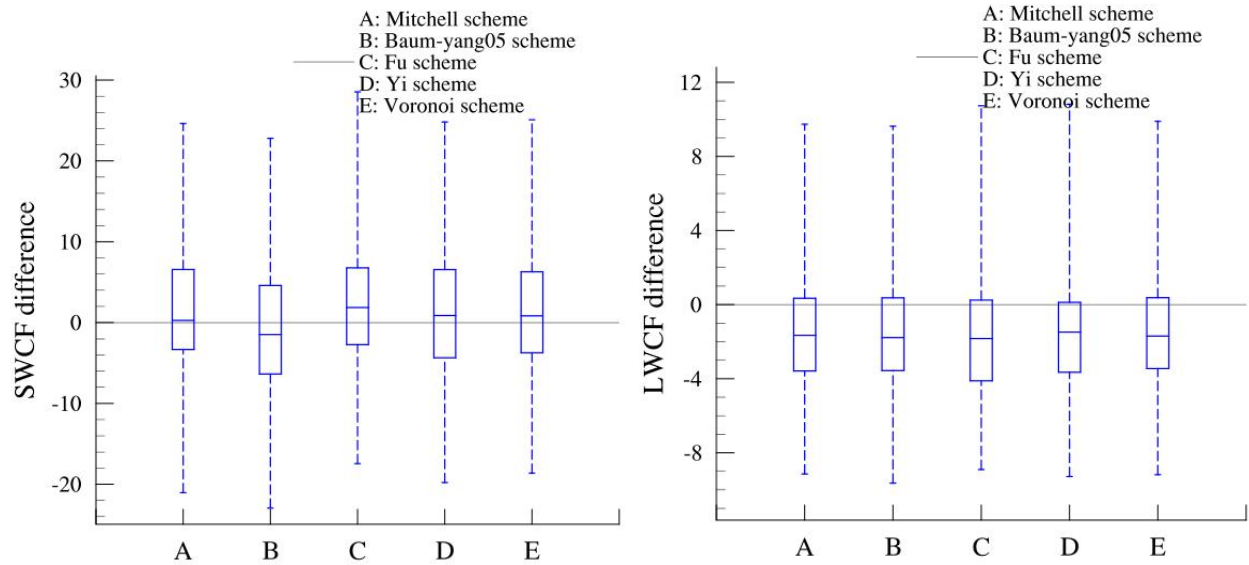 A: Mitchell scheme
B: Baum-yang05 scheme
C: Fu scheme
D: Yi scheme
E: Voronoi scheme
30
20
10
0
-10
-20
SWCF difference
A B C D E
A: Mitchell scheme
B: Baum-yang05 scheme
C: Fu scheme
D: Yi scheme
E: Voronoi scheme
12
8
4
0
-4
-8
LWCF difference
A B C D E